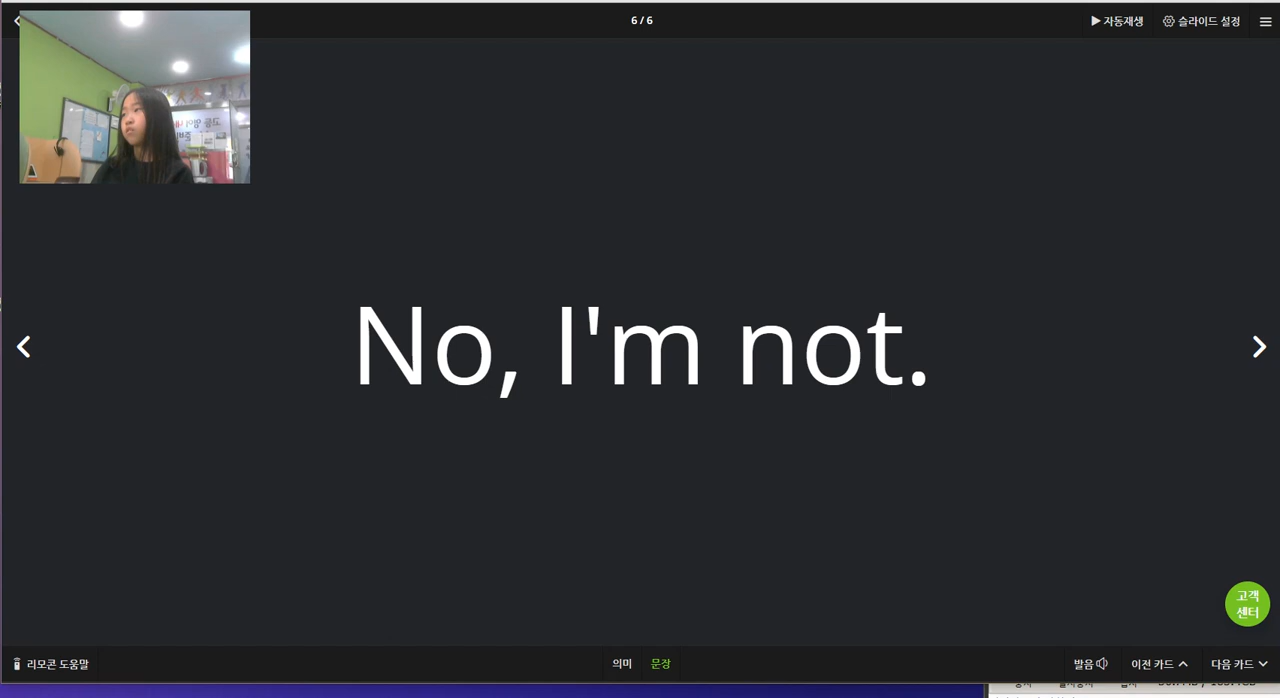 6 / 6
▶ 자동재생
슬라이드 설정
No, I'm not.
고객
센터
리모콘 도움말
의미
문장
발음
이전 카드
다음 카드